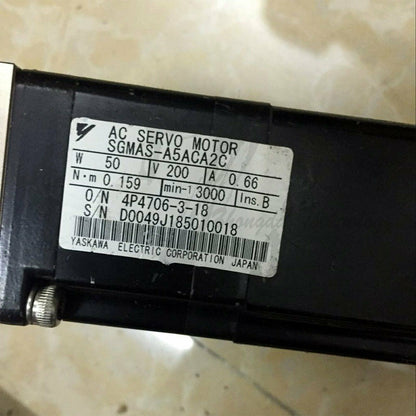 AC SERVO MOTOR
SGMAS-A5ACA2C
W 50 V 200 A 0.66
N·m 0.159 min-1 3000 Ins. B
O/N 4P4706-3-18
S/N D0049J185010018
YASKAWA ELECTRIC CORPORATION JAPAN